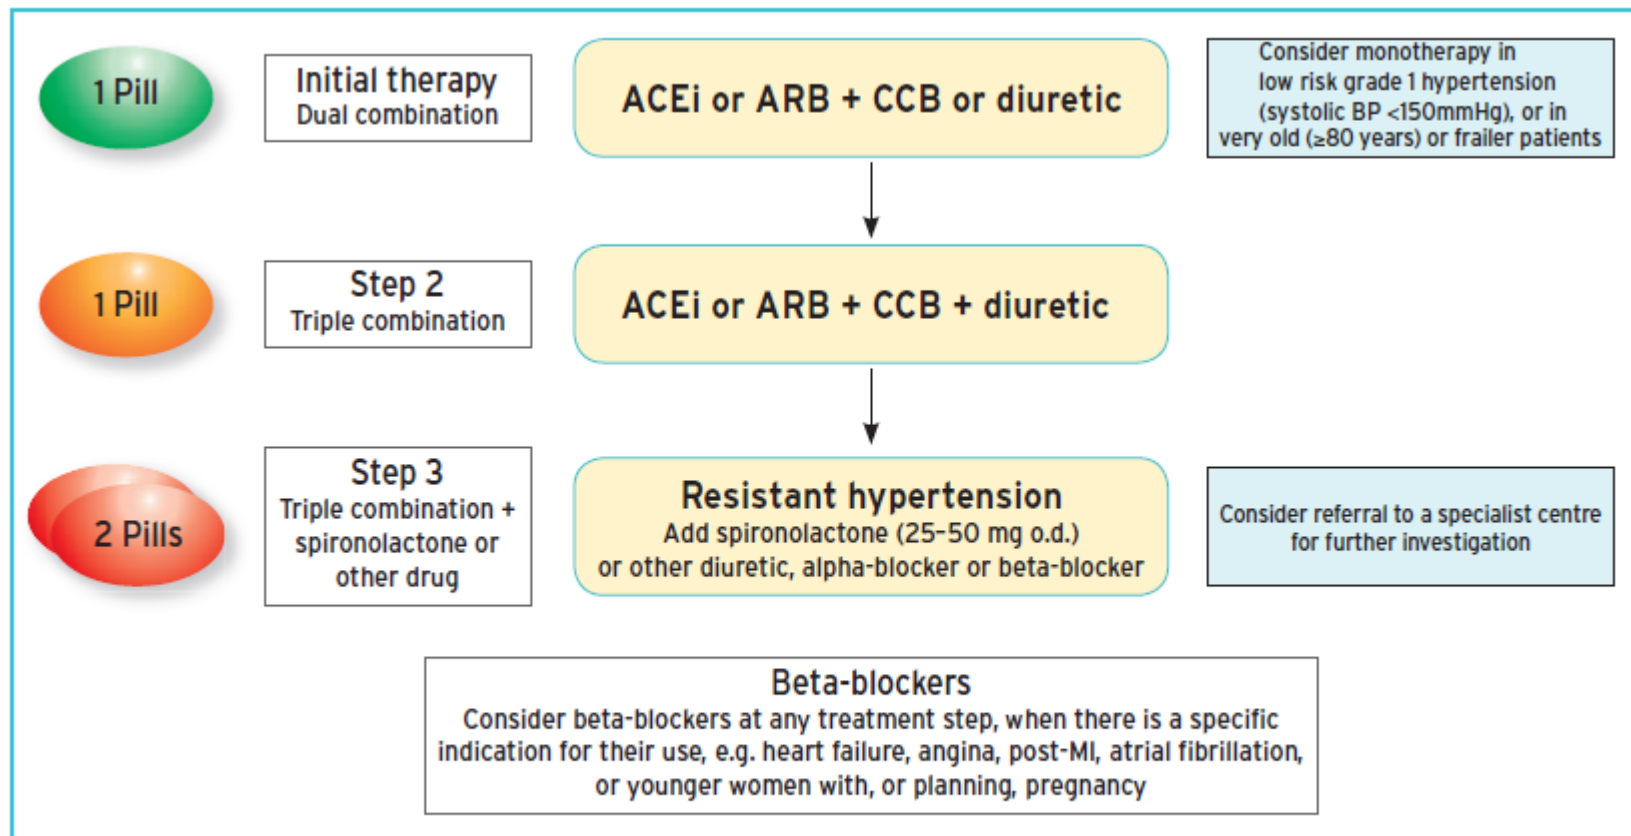 1 Pill
Initial therapy
Dual combination
ACEi or ARB + CCB or diuretic
Consider monotherapy in
low risk grade 1 hypertension
(systolic BP <150mmHg), or in
very old (≥80 years) or frailer patients
1 Pill
Step 2
Triple combination
ACEi or ARB + CCB + diuretic
2 Pills
Step 3
Triple combination +
spironolactone or
other drug
Resistant hypertension
Add spironolactone (25–50 mg o.d.)
or other diuretic, alpha-blocker or beta-blocker
Consider referral to a specialist centre
for further investigation
Beta-blockers
Consider beta-blockers at any treatment step, when there is a specific
indication for their use, e.g. heart failure, angina, post-MI, atrial fibrillation,
or younger women with, or planning, pregnancy